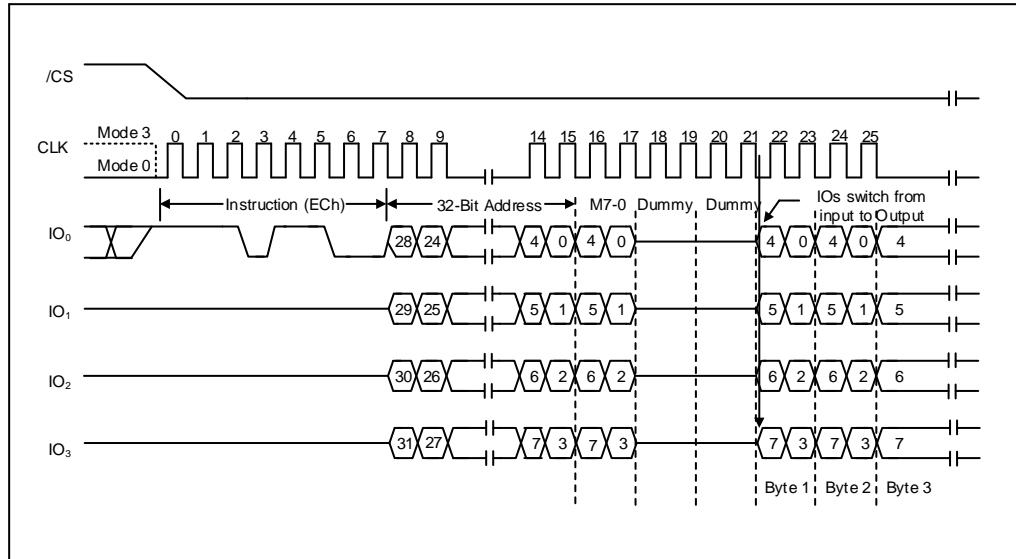 /CS
Mode 3
0 1 2 3 4 5 6 7 8 9 14 15 16 17 18 19 20 21 22 23 24 25
CLK
Mode 0
Instruction (ECh) 32-Bit Address M7-0 Dummy Dummy IOs switch from
input to Output
IO0 28 24 4 0 4 0 4 0 4 0 4
IO1 29 25 5 1 5 1 5 1 5 1 5
IO2 30 26 6 2 6 2 6 2 6 2 6
IO3 31 27 7 3 7 3 7 3 7 3 7
Byte 1 Byte 2 Byte 3